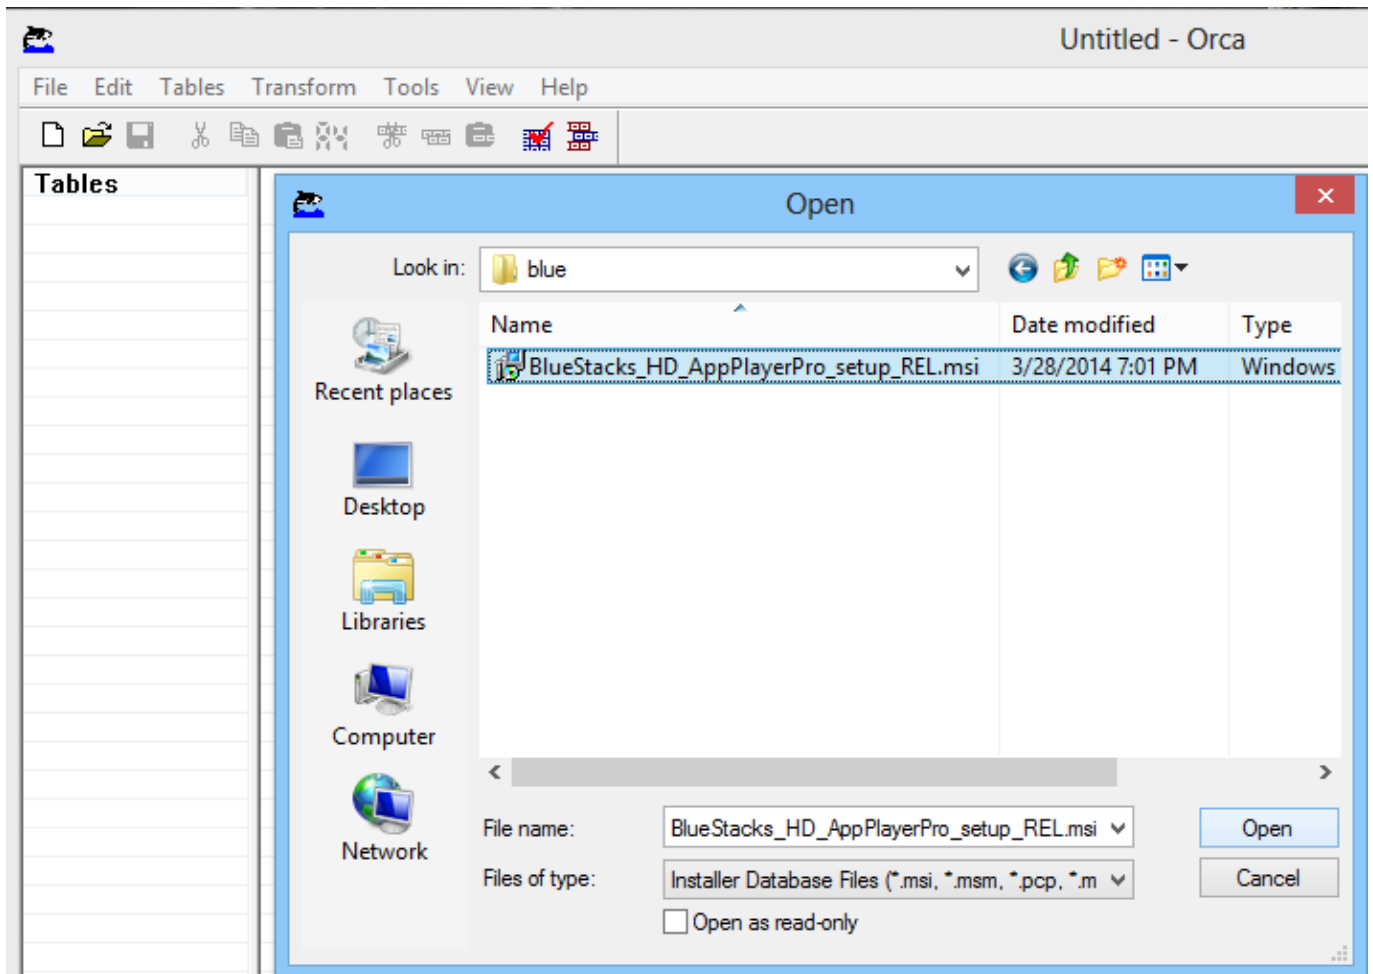 Untitled - Orca
File Edit Tables Transform Tools View Help
Tables
Open
Look in: blue
Name Date modified Type
BlueStacks_HD_AppPlayerPro_setup_REL.msi 3/28/2014 7:01 PM Windows
Recent places
Desktop
Libraries
Computer
Network
File name: BlueStacks_HD_AppPlayerPro_setup_REL.msi Open
Files of type: Installer Database Files (*.msi, *.msm, *.pcp, *.m Cancel
Open as read-only